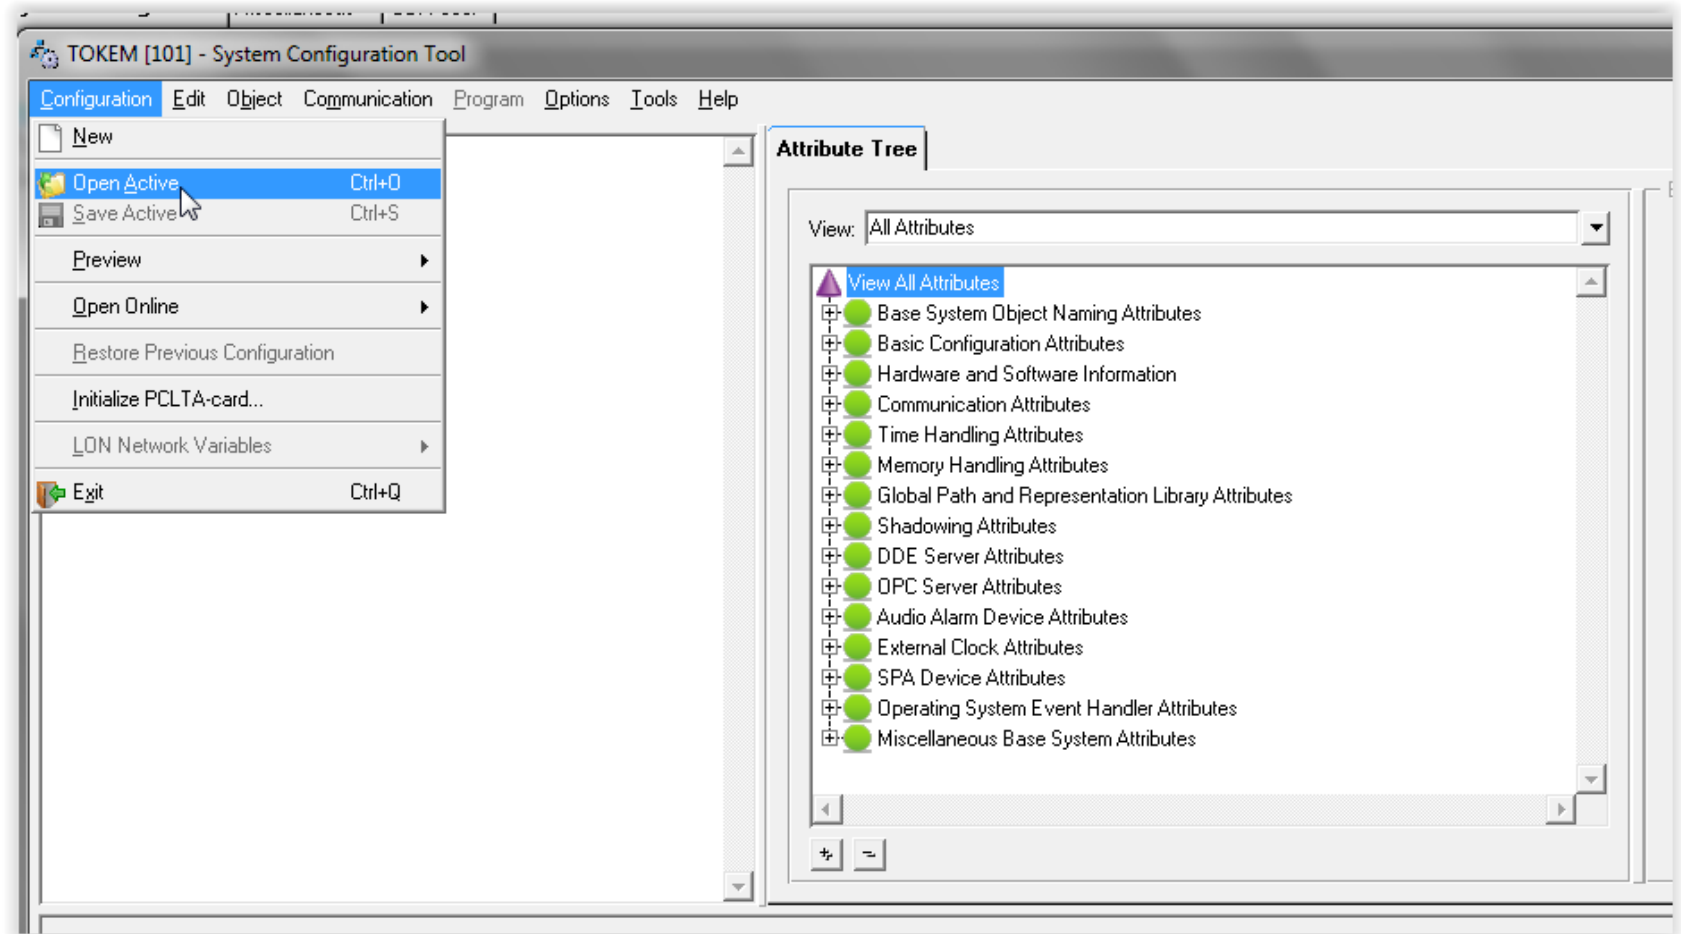 TOKEM [101] - System Configuration Tool
Configuration Edit Object Communication Program Options Tools Help
New
Open Active Ctrl+O
Save Active Ctrl+S
Preview
Open Online
Restore Previous Configuration
Initialize PCLTA-card...
LON Network Variables
Exit Ctrl+Q
Attribute Tree
View: All Attributes
View All Attributes
Base System Object Naming Attributes
Basic Configuration Attributes
Hardware and Software Information
Communication Attributes
Time Handling Attributes
Memory Handling Attributes
Global Path and Representation Library Attributes
Shadowing Attributes
DDE Server Attributes
OPC Server Attributes
Audio Alarm Device Attributes
External Clock Attributes
SPA Device Attributes
Operating System Event Handler Attributes
Miscellaneous Base System Attributes